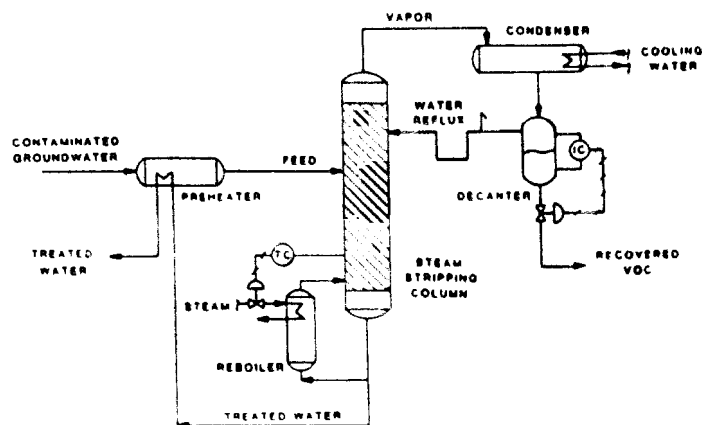 VAPOR
CONDENSER
COOLING
WATER
WATER
REFLUX
CONTAMINATED
GROUNDWATER
FEED
PREHEATER
IC
DECANTER
TREATED
WATER
TC
STEAM
STRIPPING
COLUMN
RECOVERED
VOC
STEAM
REBOILER
TREATED WATER